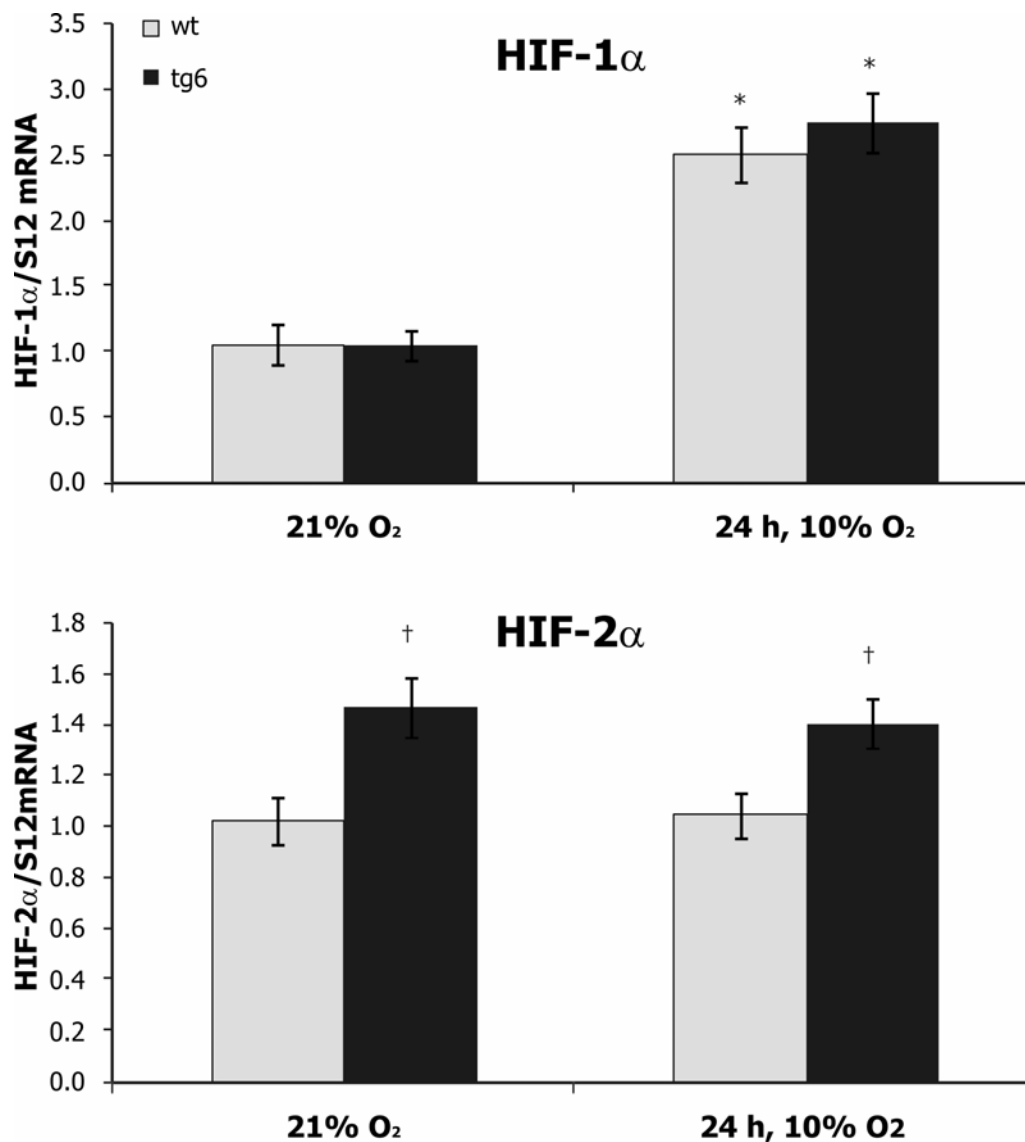 3.5
wt
HIF-1α
tg6
3.0
*
*
2.5
2.0
1.5
1.0
0.5
0.0
HIF-1α/S12 mRNA
21% O₂
24 h, 10% O₂
1.8
HIF-2α
†
†
1.6
1.4
1.2
1.0
0.8
0.6
0.4
0.2
0.0
HIF-2α/S12mRNA
21% O₂
24 h, 10% O2